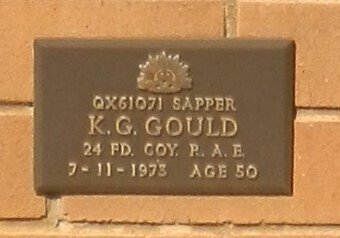 QX61071 SAPPER
K. G. GOULD
24 FD. COY. R. A. E.
7-11-1973 AGE 50